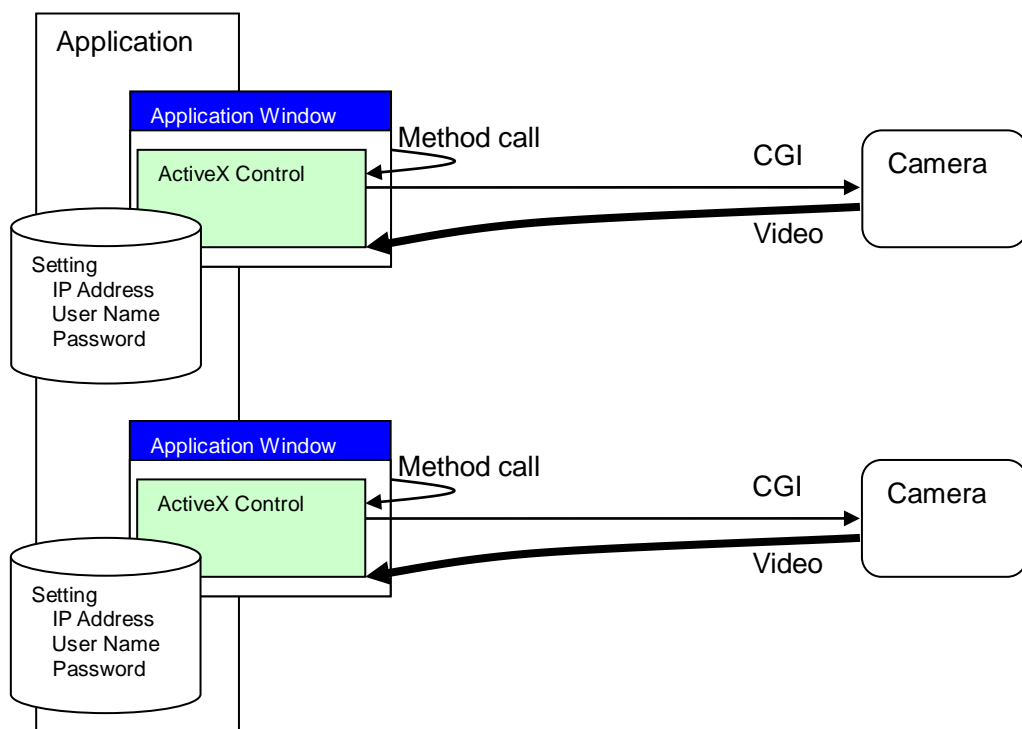 Application
Application Window
Method call
ActiveX Control
CGI
Camera
Video
Setting
IP Address
User Name
Password
Application Window
Method call
ActiveX Control
CGI
Camera
Video
Setting
IP Address
User Name
Password